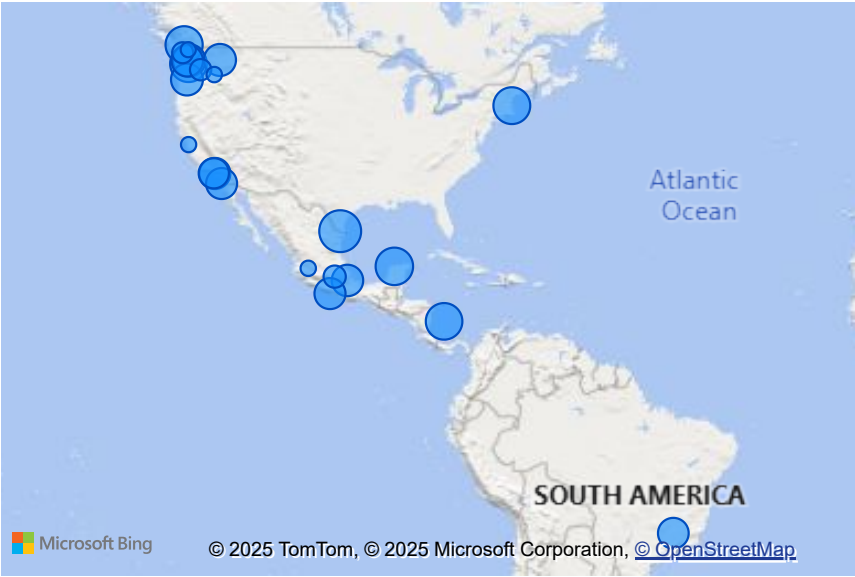 Atlantic
Ocean
SOUTH AMERICA
Microsoft Bing
© 2025 TomTom, © 2025 Microsoft Corporation, © OpenStreetMap